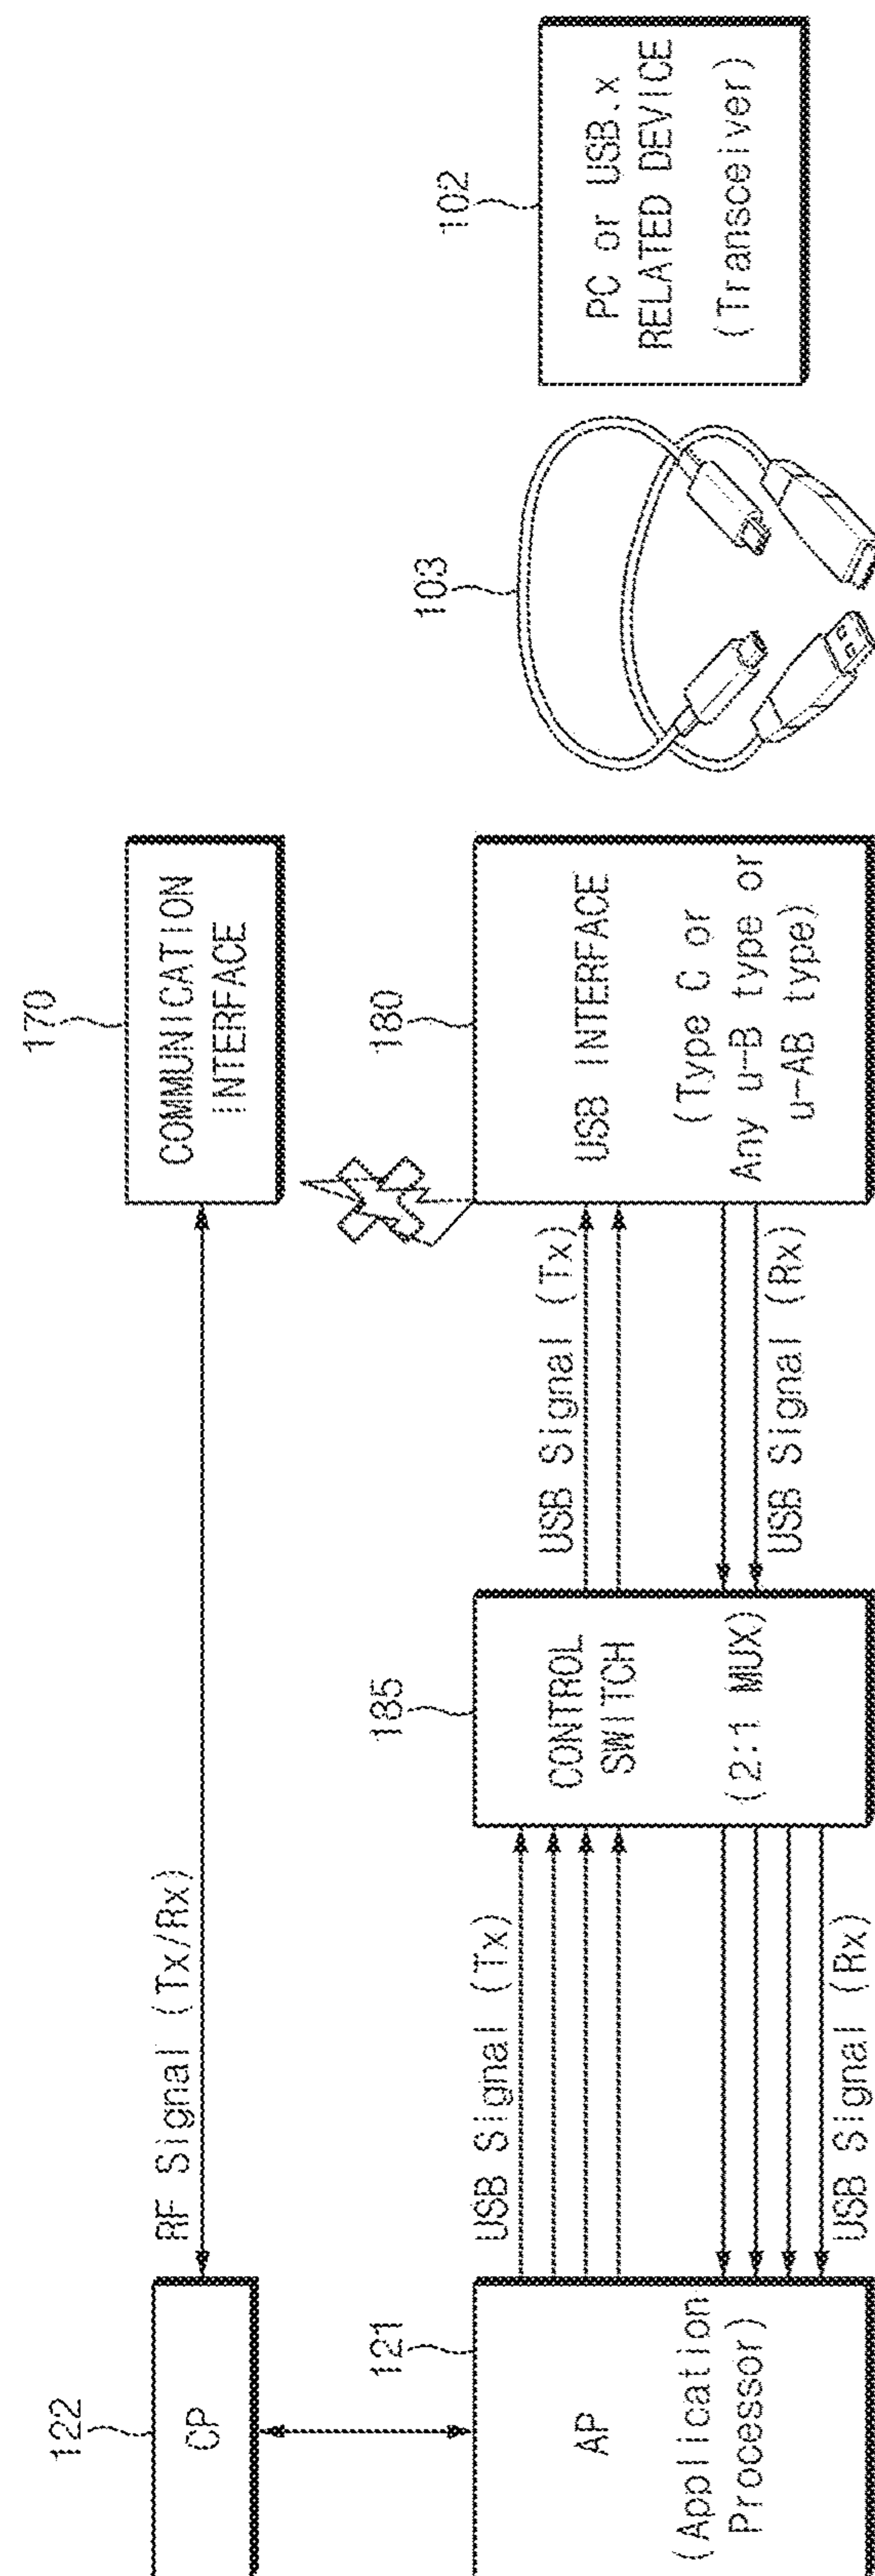 122
CP
RF Signal (Tx/Rx)
170
COMMUNICATION
INTERFACE
121
AP
(Application
Processor)
USB Signal (Tx)
USB Signal (Rx)
185
CONTROL
SWITCH
(2:1 MUX)
USB Signal (Tx)
USB Signal (Rx)
180
USB INTERFACE
(Type C or
Any u-B type or
u-AB type)
103
102
PC or USB.x
RELATED DEVICE
(Transceiver)